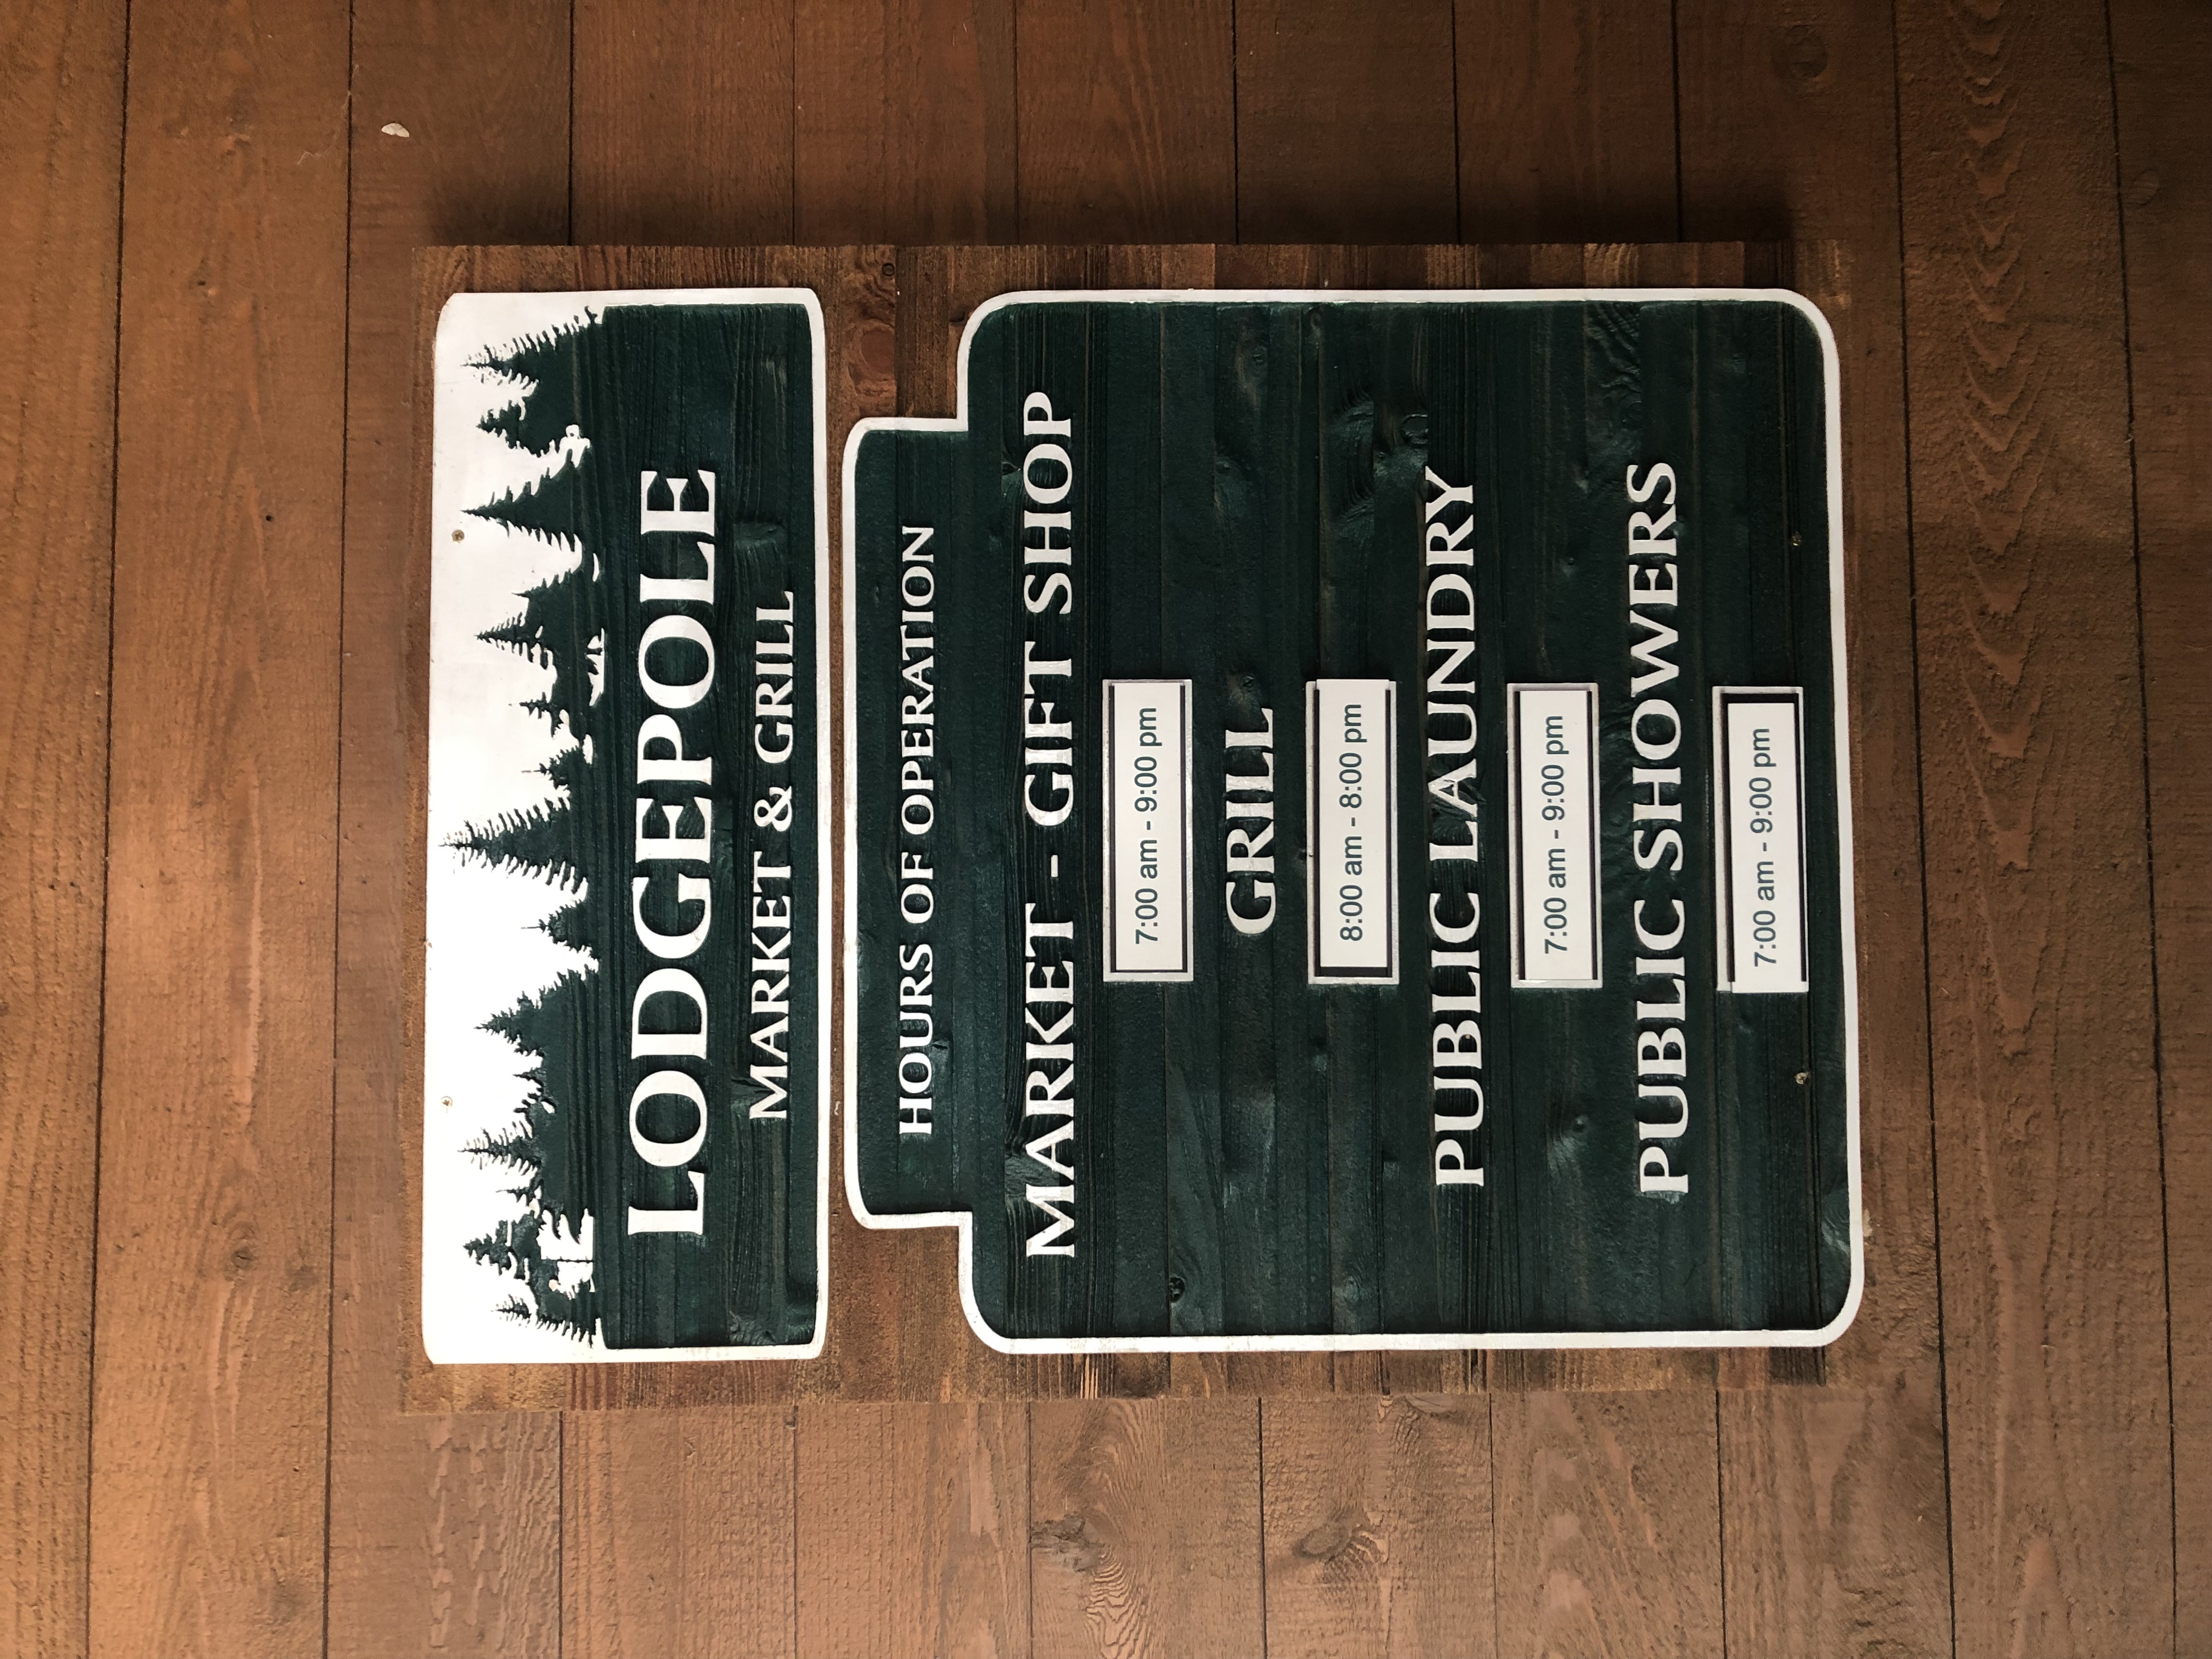 LODGEPOLE
MARKET & GRILL
HOURS OF OPERATION
MARKET - GIFT SHOP
7:00 am - 9:00 pm
GRILL
8:00 am - 8:00 pm
PUBLIC LAUNDRY
7:00 am - 9:00 pm
PUBLIC SHOWERS
7:00 am - 9:00 pm